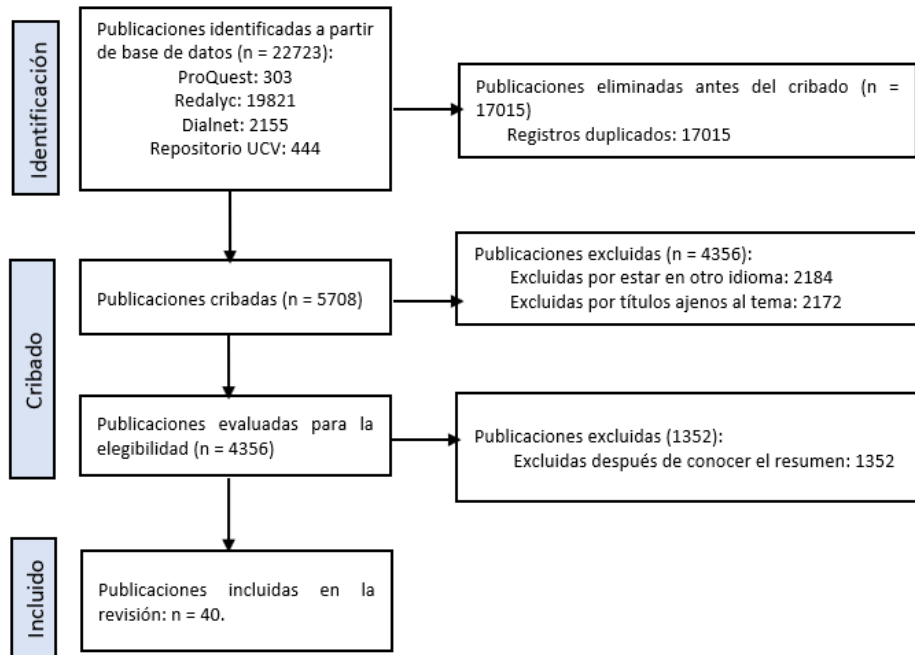 Identificación
Publicaciones identificadas a partir
de base de datos (n = 22723):
ProQuest: 303
Redalyc: 19821
Dialnet: 2155
Repositorio UCV: 444
Publicaciones eliminadas antes del cribado (n =
17015)
Registros duplicados: 17015
Cribado
Publicaciones cribadas (n = 5708)
Publicaciones excluidas (n = 4356):
Excluidas por estar en otro idioma: 2184
Excluidas por títulos ajenos al tema: 2172
Publicaciones evaluadas para la
elegibilidad (n = 4356)
Publicaciones excluidas (1352):
Excluidas después de conocer el resumen: 1352
Incluido
Publicaciones incluidas en la
revisión: n = 40.